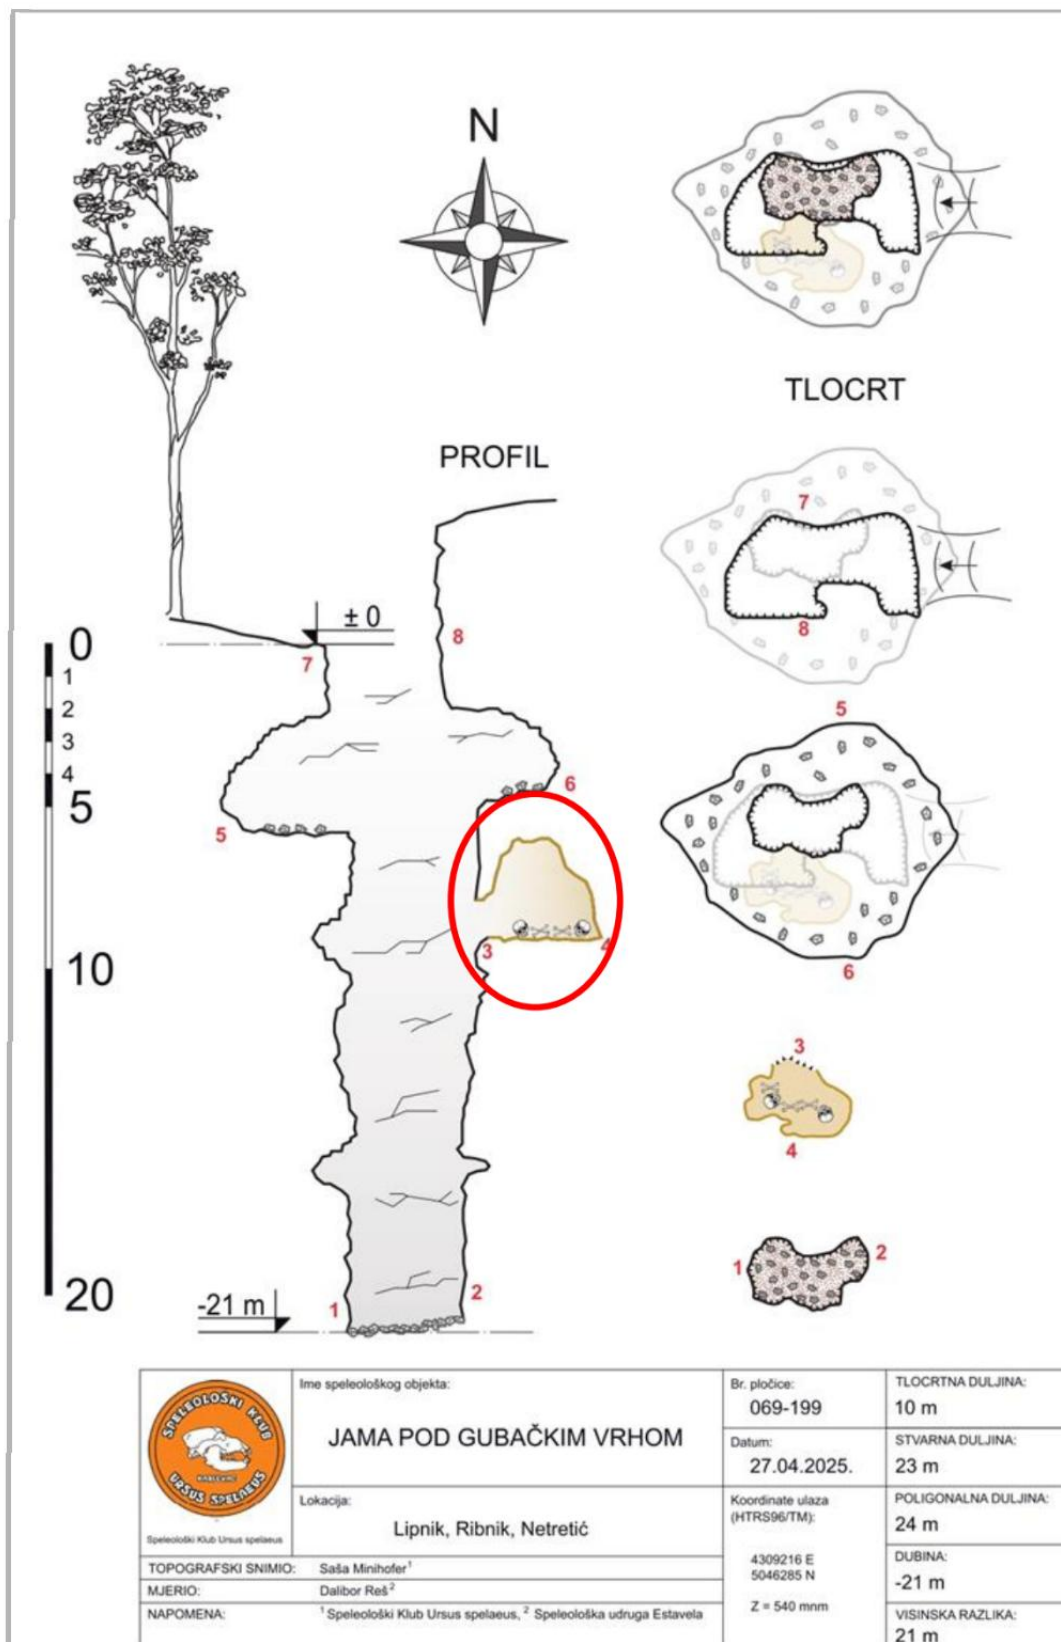 N
TLOCRT
PROFIL
± 0
0
1
2
3
4
5
10
20
-21 m
7
8
5
6
3
4
1
2
7
8
5
6
3
4
1
2
SPELEOLOŠKI KLUB
KARLOVAC
URSUS SPELAEUS
Speleološki Klub Ursus spelaeus
Ime speleološkog objekta:
JAMA POD GUBAČKIM VRHOM
Lokacija:
Lipnik, Ribnik, Netretić
Br. pločice:
069-199
Datum:
27.04.2025.
Koordinate ulaza
(HTRS96/TM):
4309216 E
5046285 N
Z = 540 mnm
TLOCRTNA DULJINA:
10 m
STVARNA DULJINA:
23 m
POLIGONALNA DULJINA:
24 m
DUBINA:
-21 m
VISINSKA RAZLIKA:
21 m
TOPOGRAFSKI SNIMIO: Saša Minihofer¹
MJERIO: Dalibor Reš²
NAPOMENA: ¹ Speleološki Klub Ursus spelaeus, ² Speleološka udruga Estavela